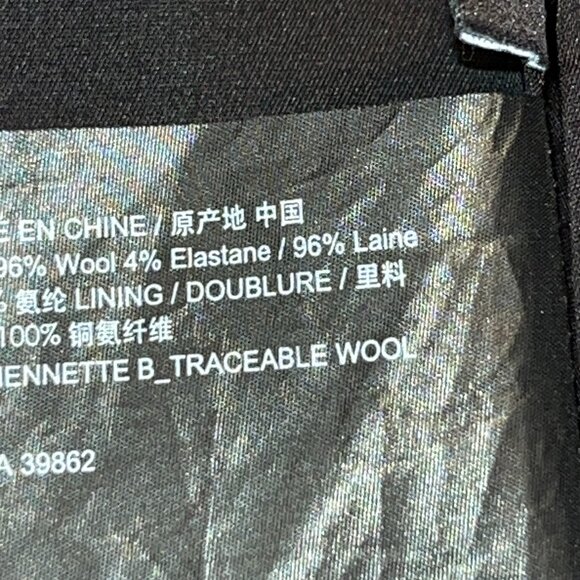 E EN CHINE / 原产地 中国
96% Wool 4% Elastane / 96% Laine
% 氨纶 LINING / DOUBLURE / 里料
100% 铜氨纤维
HENNETTE B_TRACEABLE WOOL
A 39862